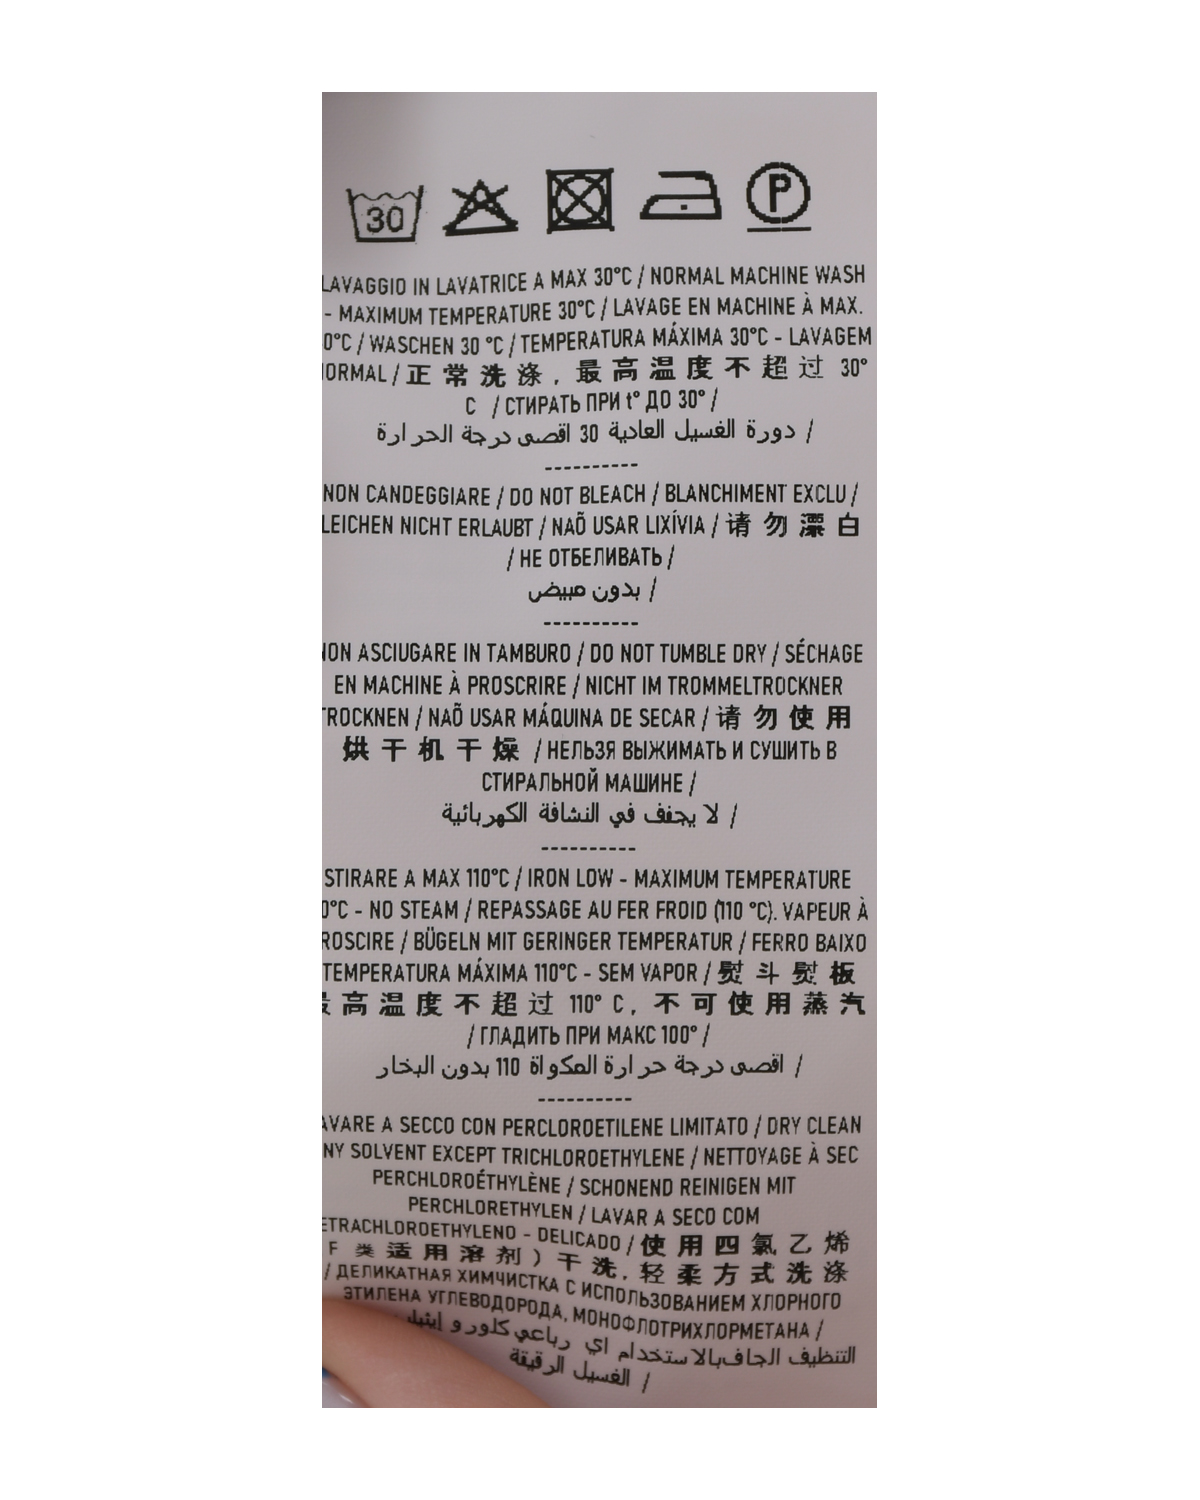 30 P
LAVAGGIO IN LAVATRICE A MAX 30°C / NORMAL MACHINE WASH
- MAXIMUM TEMPERATURE 30°C / LAVAGE EN MACHINE À MAX.
0°C / WASCHEN 30 °C / TEMPERATURA MÁXIMA 30°C - LAVAGEM
ORMAL / 正常洗涤，最高温度不超过 30°
C / СТИРАТЬ ПРИ t° ДО 30° /
دورة الغسيل العادية 30 اقصى درجة الحرارة /
----------
NON CANDEGGIARE / DO NOT BLEACH / BLANCHIMENT EXCLU /
LEICHEN NICHT ERLAUBT / NAÕ USAR LIXÍVIA / 请勿漂白
/ НЕ ОТБЕЛИВАТЬ /
بدون مبيض /
----------
NON ASCIUGARE IN TAMBURO / DO NOT TUMBLE DRY / SÉCHAGE
EN MACHINE À PROSCRIRE / NICHT IM TROMMELTROCKNER
TROCKNEN / NAÕ USAR MÁQUINA DE SECAR / 请勿使用
烘干机干燥 / НЕЛЬЗЯ ВЫЖИМАТЬ И СУШИТЬ В
СТИРАЛЬНОЙ МАШИНЕ /
لا يجفف في النشافة الكهربائية /
----------
STIRARE A MAX 110°C / IRON LOW - MAXIMUM TEMPERATURE
0°C - NO STEAM / REPASSAGE AU FER FROID (110 °C). VAPEUR À
ROSCIRE / BÜGELN MIT GERINGER TEMPERATUR / FERRO BAIXO
TEMPERATURA MÁXIMA 110°C - SEM VAPOR / 熨斗熨板
最高温度不超过 110° C, 不可使用蒸汽
/ ГЛАДИТЬ ПРИ МАКС 100° /
اقصى درجة حرارة المكواة 110 بدون البخار /
----------
AVARE A SECCO CON PERCLOROETILENE LIMITATO / DRY CLEAN
NY SOLVENT EXCEPT TRICHLOROETHYLENE / NETTOYAGE À SEC
PERCHLOROÉTHYLÈNE / SCHONEND REINIGEN MIT
PERCHLORETHYLEN / LAVAR A SECO COM
ETRACHLOROETHYLENO - DELICADO / 使用四氯乙烯
F 类适用溶剂）干洗，轻柔方式洗涤
/ ДЕЛИКАТНАЯ ХИМЧИСТКА С ИСПОЛЬЗОВАНИЕМ ХЛОРНОГО
ЭТИЛЕНА УГЛЕВОДОРОДА, МОНОФЛОТРИХЛОРМЕТАНА /
التنظيف الجاف بالاستخدام اي رباعي كلور و إيثيل
الغسيل الرقيقة /